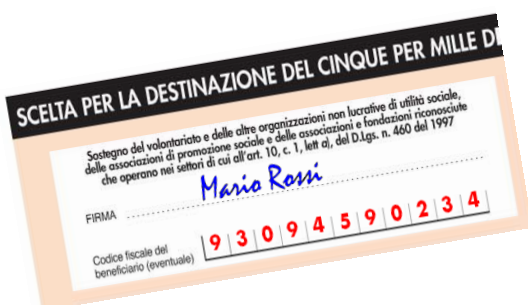 SCELTA PER LA DESTINAZIONE DEL CINQUE PER MILLE
Sostegno del volontariato e delle altre organizzazioni non lucrative di utilità sociale,
delle associazioni di promozione sociale e delle associazioni e fondazioni riconosciute
che operano nei settori di cui all'art. 10, c. 1, lett a), del D.lgs. n. 460 del 1997
Mario Rossi
FIRMA
Codice fiscale del
beneficiario (eventuale)
9 3 0 9 4 5 9 0 2 3 4